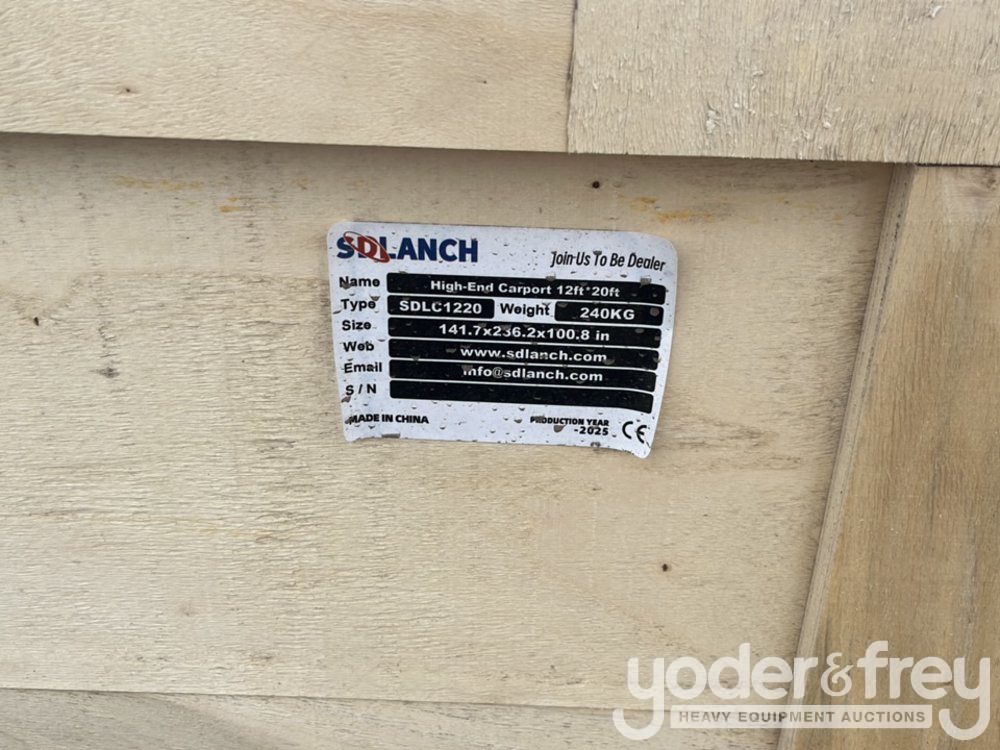 SDLANCH
Join Us To Be Dealer
Name High-End Carport 12ft*20ft
Type SDLC1220 Weight 240KG
Size 141.7x236.2x100.8 in
Web www.sdlanch.com
Email info@sdlanch.com
S / N
MADE IN CHINA
PRODUCTION YEAR
-2025
CE
yoder&frey
HEAVY EQUIPMENT AUCTIONS